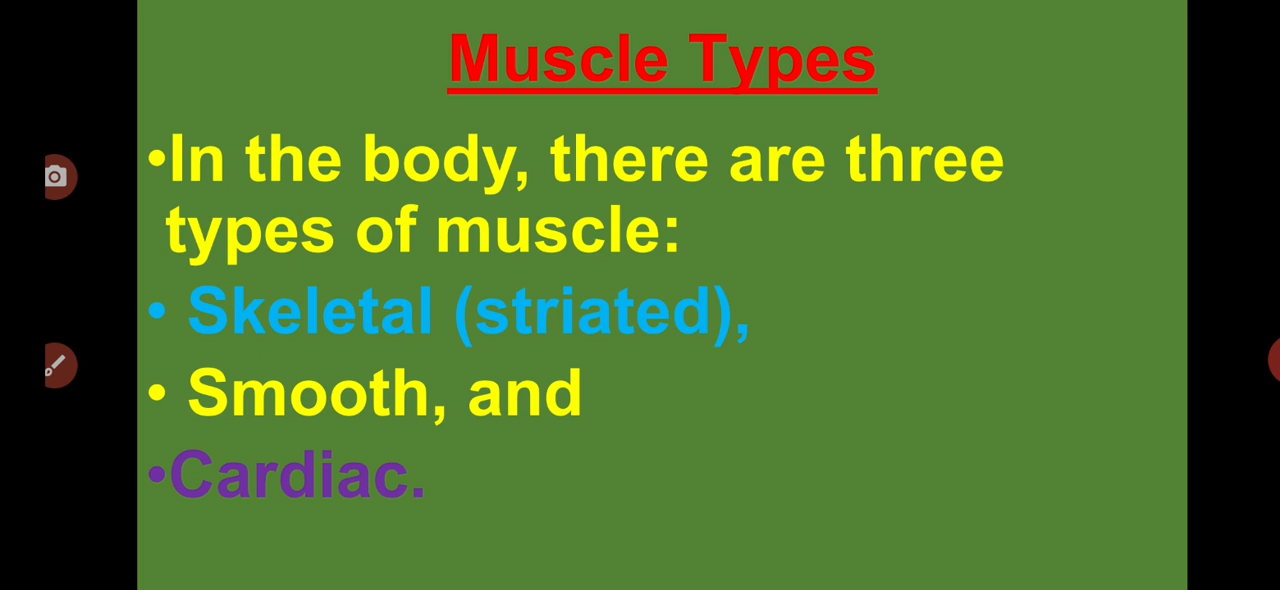 Muscle Types
•In the body, there are three
types of muscle:
• Skeletal (striated),
• Smooth, and
•Cardiac.